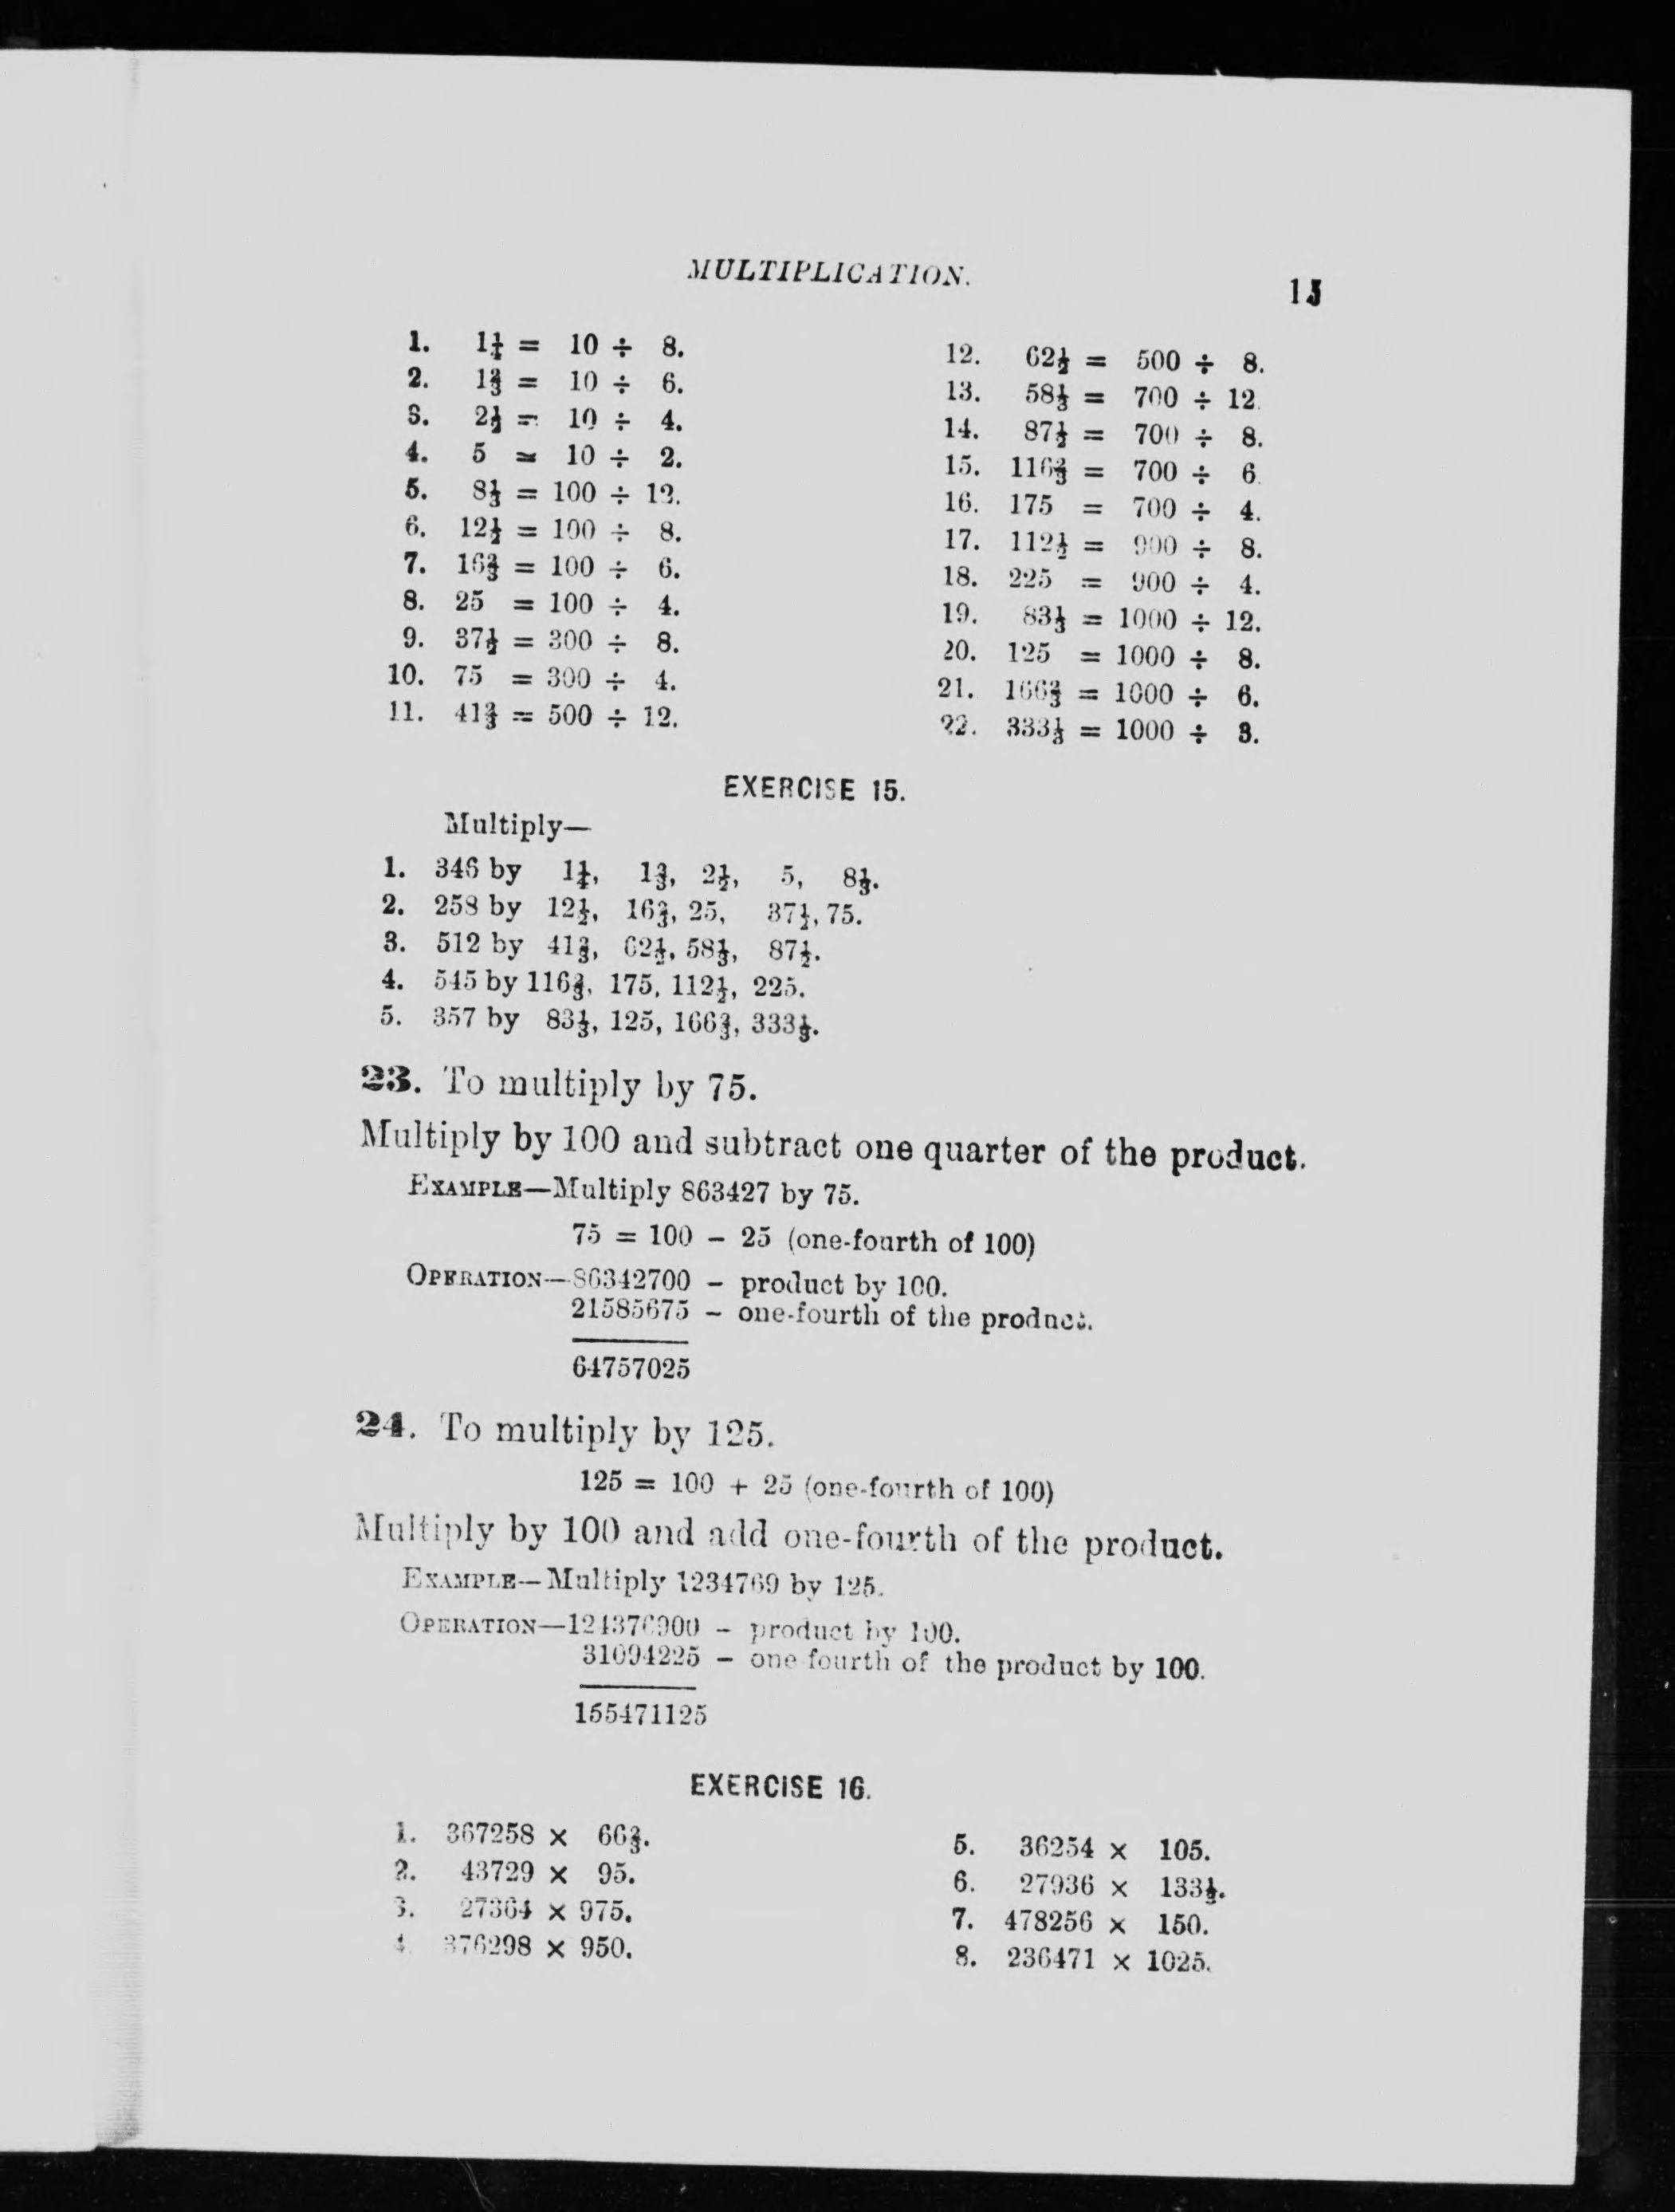 MULTIPLICATION.
1. 1¼ = 10 ÷ 8.
2. 1⅔ = 10 ÷ 6.
3. 2½ = 10 ÷ 4.
4. 5 = 10 ÷ 2.
5. 8⅓ = 100 ÷ 12.
6. 12½ = 100 ÷ 8.
7. 16⅔ = 100 ÷ 6.
8. 25 = 100 ÷ 4.
9. 37½ = 300 ÷ 8.
10. 75 = 300 ÷ 4.
11. 41⅔ = 500 ÷ 12.
12. 62½ = 500 ÷ 8.
13. 58⅓ = 700 ÷ 12.
14. 87½ = 700 ÷ 8.
15. 116⅔ = 700 ÷ 6.
16. 175 = 700 ÷ 4.
17. 112½ = 900 ÷ 8.
18. 225 = 900 ÷ 4.
19. 83⅓ = 1000 ÷ 12.
20. 125 = 1000 ÷ 8.
21. 166⅔ = 1000 ÷ 6.
22. 333⅓ = 1000 ÷ 3.
EXERCISE 15.
Multiply—
1. 346 by 1¼, 1⅔, 2½, 5, 8⅓.
2. 258 by 12½, 16⅔, 25, 37½, 75.
3. 512 by 41⅔, 62½, 58⅓, 87½.
4. 545 by 116⅔, 175, 112½, 225.
5. 357 by 83⅓, 125, 166⅔, 333⅓.
23. To multiply by 75.
Multiply by 100 and subtract one quarter of the product.
EXAMPLE—Multiply 863427 by 75.
75 = 100 – 25 (one-fourth of 100)
OPERATION—86342700 – product by 100.
21585675 – one-fourth of the product.
64757025
24. To multiply by 125.
125 = 100 + 25 (one-fourth of 100)
Multiply by 100 and add one-fourth of the product.
EXAMPLE—Multiply 1234769 by 125.
OPERATION—124376900 – product by 100.
31094225 – one fourth of the product by 100.
155471125
EXERCISE 16.
1. 367258 × 66⅔.
2. 43729 × 95.
3. 27364 × 975.
4. 376298 × 950.
5. 36254 × 105.
6. 27936 × 133⅓.
7. 478256 × 150.
8. 236471 × 1025.